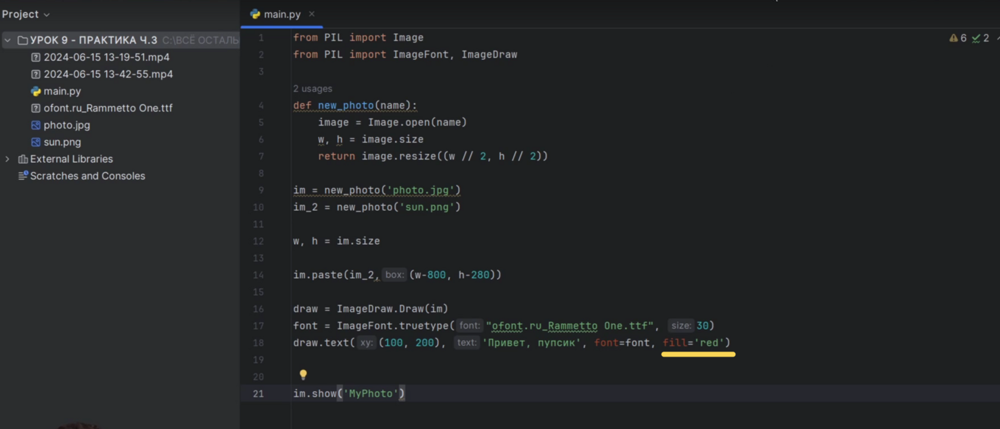 Project
УРОК 9 - ПРАКТИКА Ч.3 C:\ВСЁ ОСТАЛЬ
2024-06-15 13-19-51.mp4
2024-06-15 13-42-55.mp4
main.py
ofont.ru_Rammetto One.ttf
photo.jpg
sun.png
External Libraries
Scratches and Consoles
main.py
6 2
1 from PIL import Image
2 from PIL import ImageFont, ImageDraw
3
2 usages
4 def new_photo(name):
5 image = Image.open(name)
6 w, h = image.size
7 return image.resize((w // 2, h // 2))
8
9 im = new_photo('photo.jpg')
10 im_2 = new_photo('sun.png')
11
12 w, h = im.size
13
14 im.paste(im_2, box: (w-800, h-280))
15
16 draw = ImageDraw.Draw(im)
17 font = ImageFont.truetype( font: "ofont.ru_Rammetto One.ttf", size: 30)
18 draw.text( xy: (100, 200), text: 'Привет, пупсик', font=font, fill='red')
19
20
21 im.show('MyPhoto')